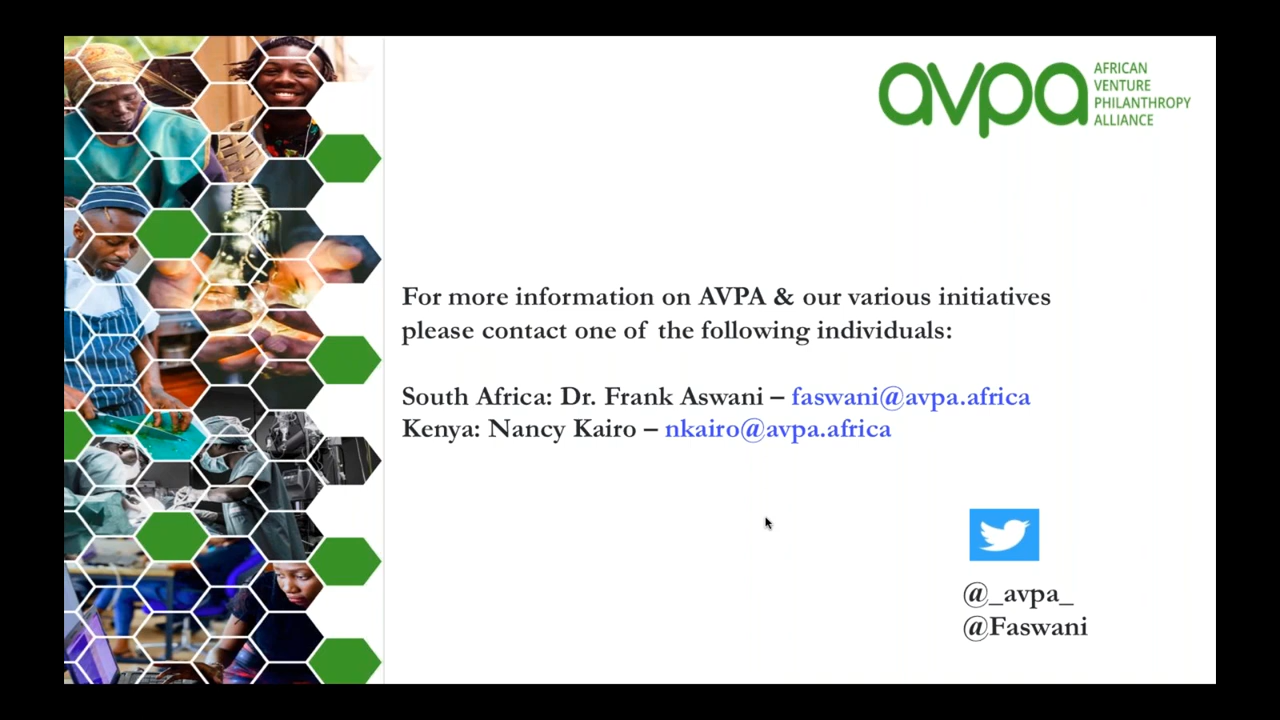 avpa
AFRICAN
VENTURE
PHILANTHROPY
ALLIANCE
For more information on AVPA & our various initiatives
please contact one of the following individuals:
South Africa: Dr. Frank Aswani – faswani@avpa.africa
Kenya: Nancy Kairo – nkairo@avpa.africa
@_avpa_
@Faswani